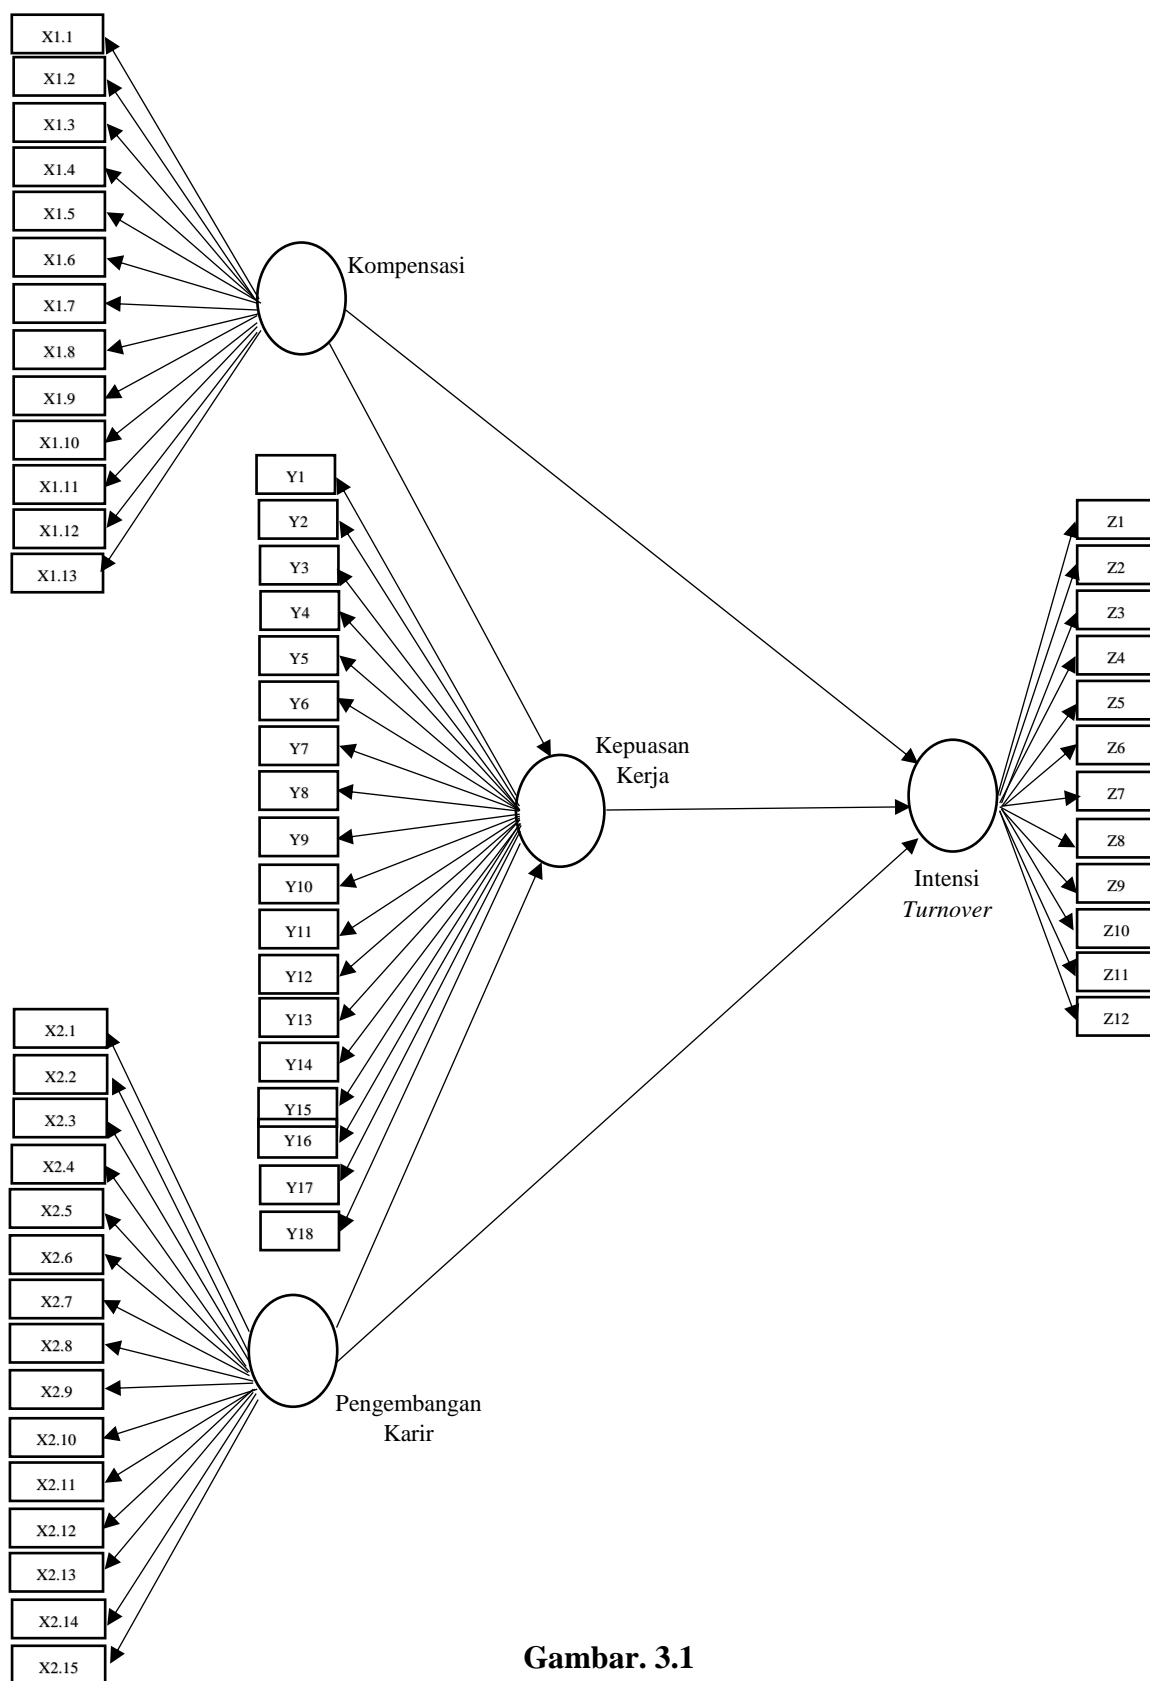 X1.1
X1.2
X1.3
X1.4
X1.5
X1.6
X1.7
X1.8
X1.9
X1.10
X1.11
X1.12
X1.13
Kompensasi
Y1
Y2
Y3
Y4
Y5
Y6
Y7
Y8
Y9
Y10
Y11
Y12
Y13
Y14
Y15
Y16
Y17
Y18
Kepuasan
Kerja
Z1
Z2
Z3
Z4
Z5
Z6
Z7
Z8
Z9
Z10
Z11
Z12
Intensi
Turnover
X2.1
X2.2
X2.3
X2.4
X2.5
X2.6
X2.7
X2.8
X2.9
X2.10
X2.11
X2.12
X2.13
X2.14
X2.15
Pengembangan
Karir
Gambar. 3.1